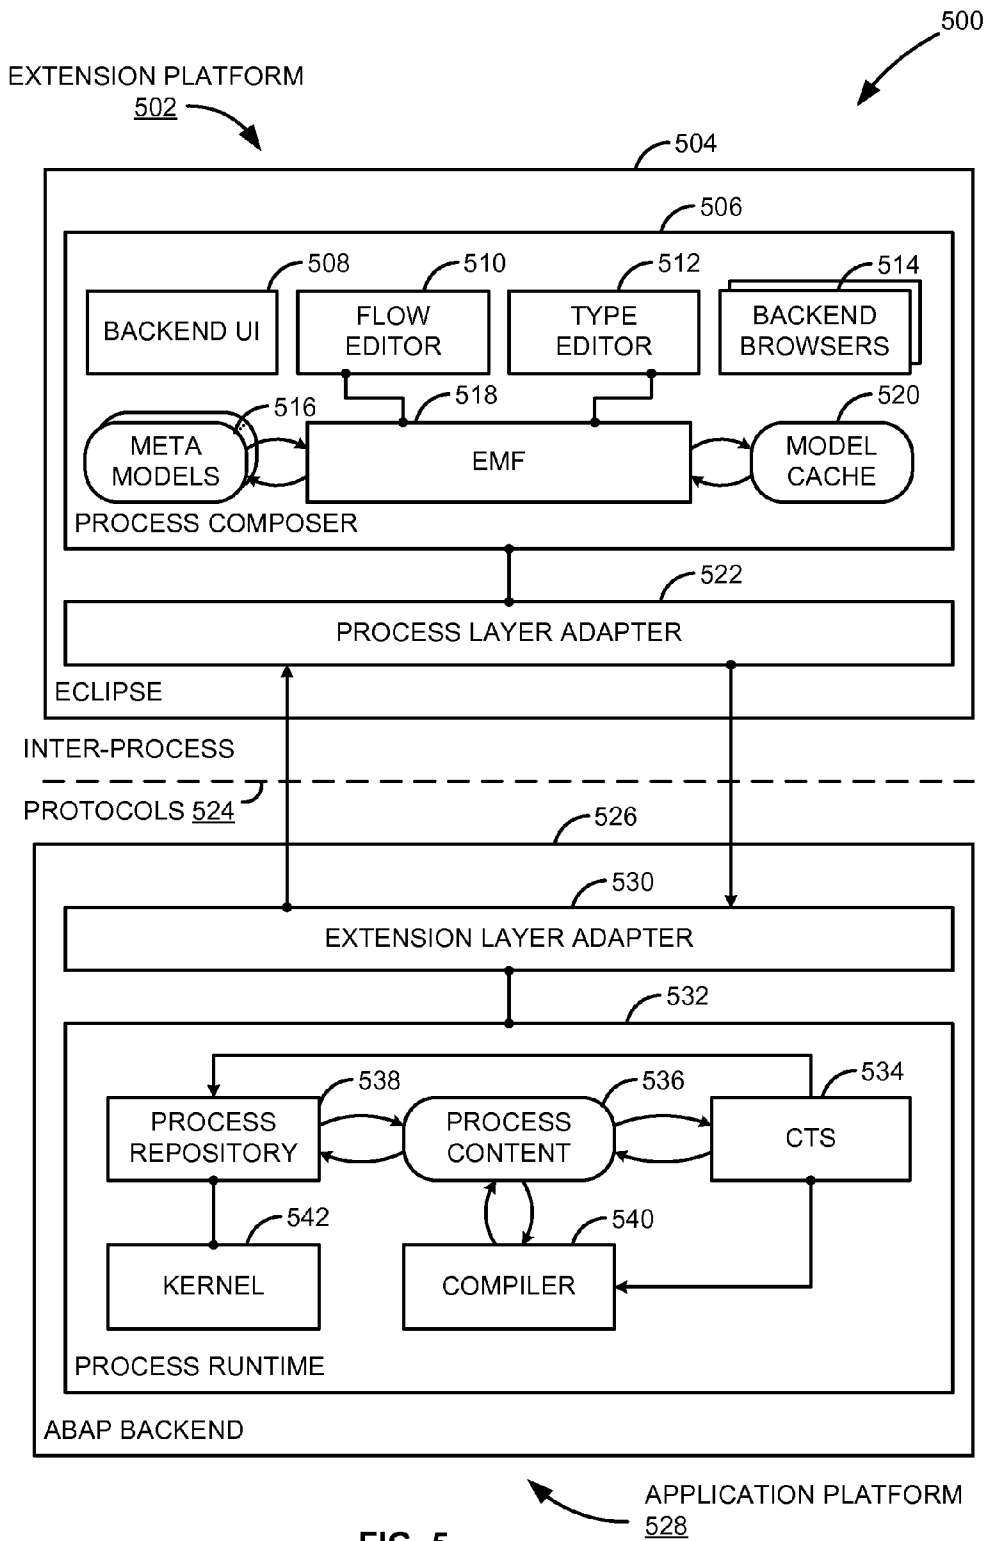 500
EXTENSION PLATFORM
502
504
506
508
510
512
514
BACKEND UI
FLOW
EDITOR
TYPE
EDITOR
BACKEND
BROWSERS
516
518
520
META
MODELS
EMF
MODEL
CACHE
PROCESS COMPOSER
522
PROCESS LAYER ADAPTER
ECLIPSE
INTER-PROCESS
PROTOCOLS 524
526
530
EXTENSION LAYER ADAPTER
532
538
536
534
PROCESS
REPOSITORY
PROCESS
CONTENT
CTS
542
540
KERNEL
COMPILER
PROCESS RUNTIME
ABAP BACKEND
APPLICATION PLATFORM
528
FIG. 5